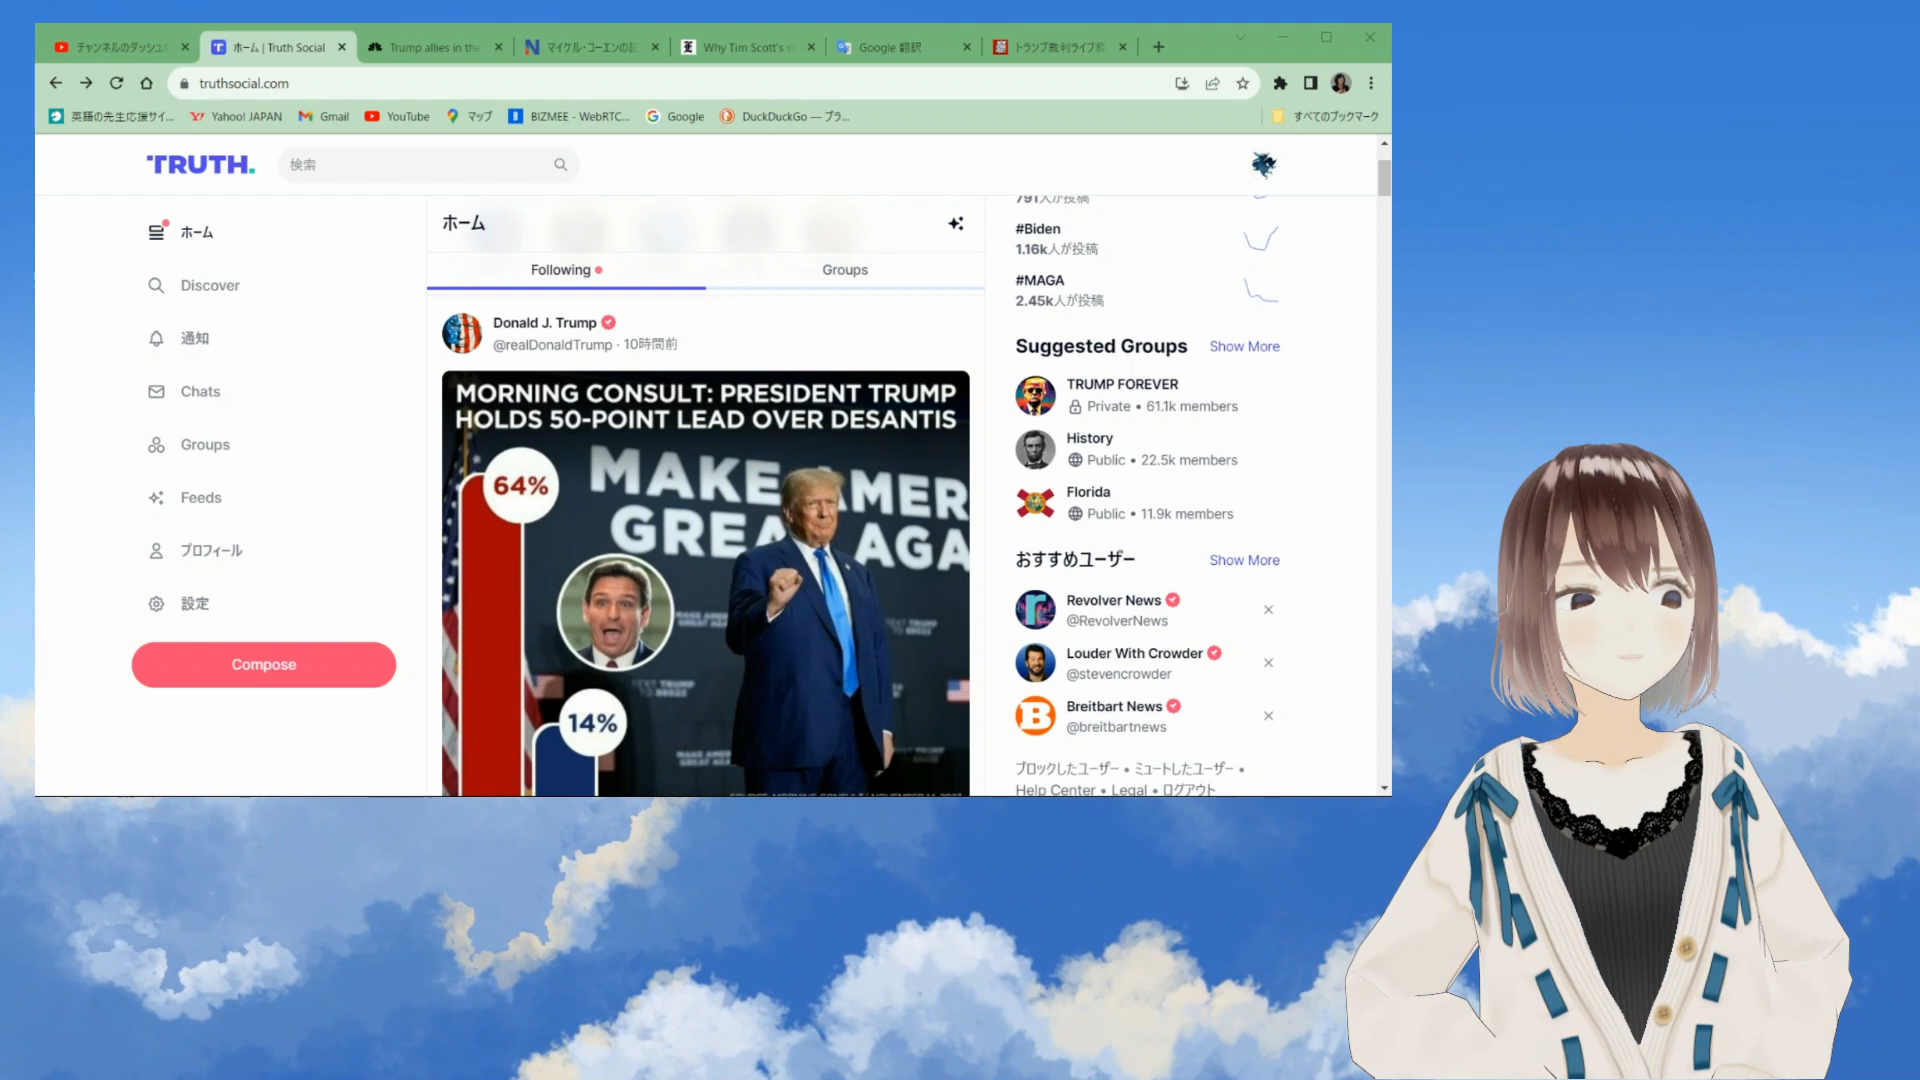 チャンネルのダッシュ
ホーム | Truth Social
Trump allies in the
マイケル・コーエンの
Why Tim Scott's
Google 翻訳
トランプ裁判ライブ
truthsocial.com
英語の先生応援サイ...
Yahoo! JAPAN
Gmail
YouTube
マップ
BIZMEE - WebRTC...
Google
DuckDuckGo — プラ...
すべてのブックマーク
TRUTH.
検索
ホーム
Discover
通知
Chats
Groups
Feeds
プロフィール
設定
Compose
ホーム
Following
Groups
Donald J. Trump
@realDonaldTrump · 10時間前
MORNING CONSULT: PRESIDENT TRUMP
HOLDS 50-POINT LEAD OVER DESANTIS
64%
MAKE AMER
GREA AGA
14%
791人が投稿
#Biden
1.16k人が投稿
#MAGA
2.45k人が投稿
Suggested Groups
Show More
TRUMP FOREVER
Private • 61.1k members
History
Public • 22.5k members
Florida
Public • 11.9k members
おすすめユーザー
Show More
Revolver News
@RevolverNews
Louder With Crowder
@stevencrowder
Breitbart News
@breitbartnews
ブロックしたユーザー • ミュートしたユーザー •
Help Center • Legal • ログアウト